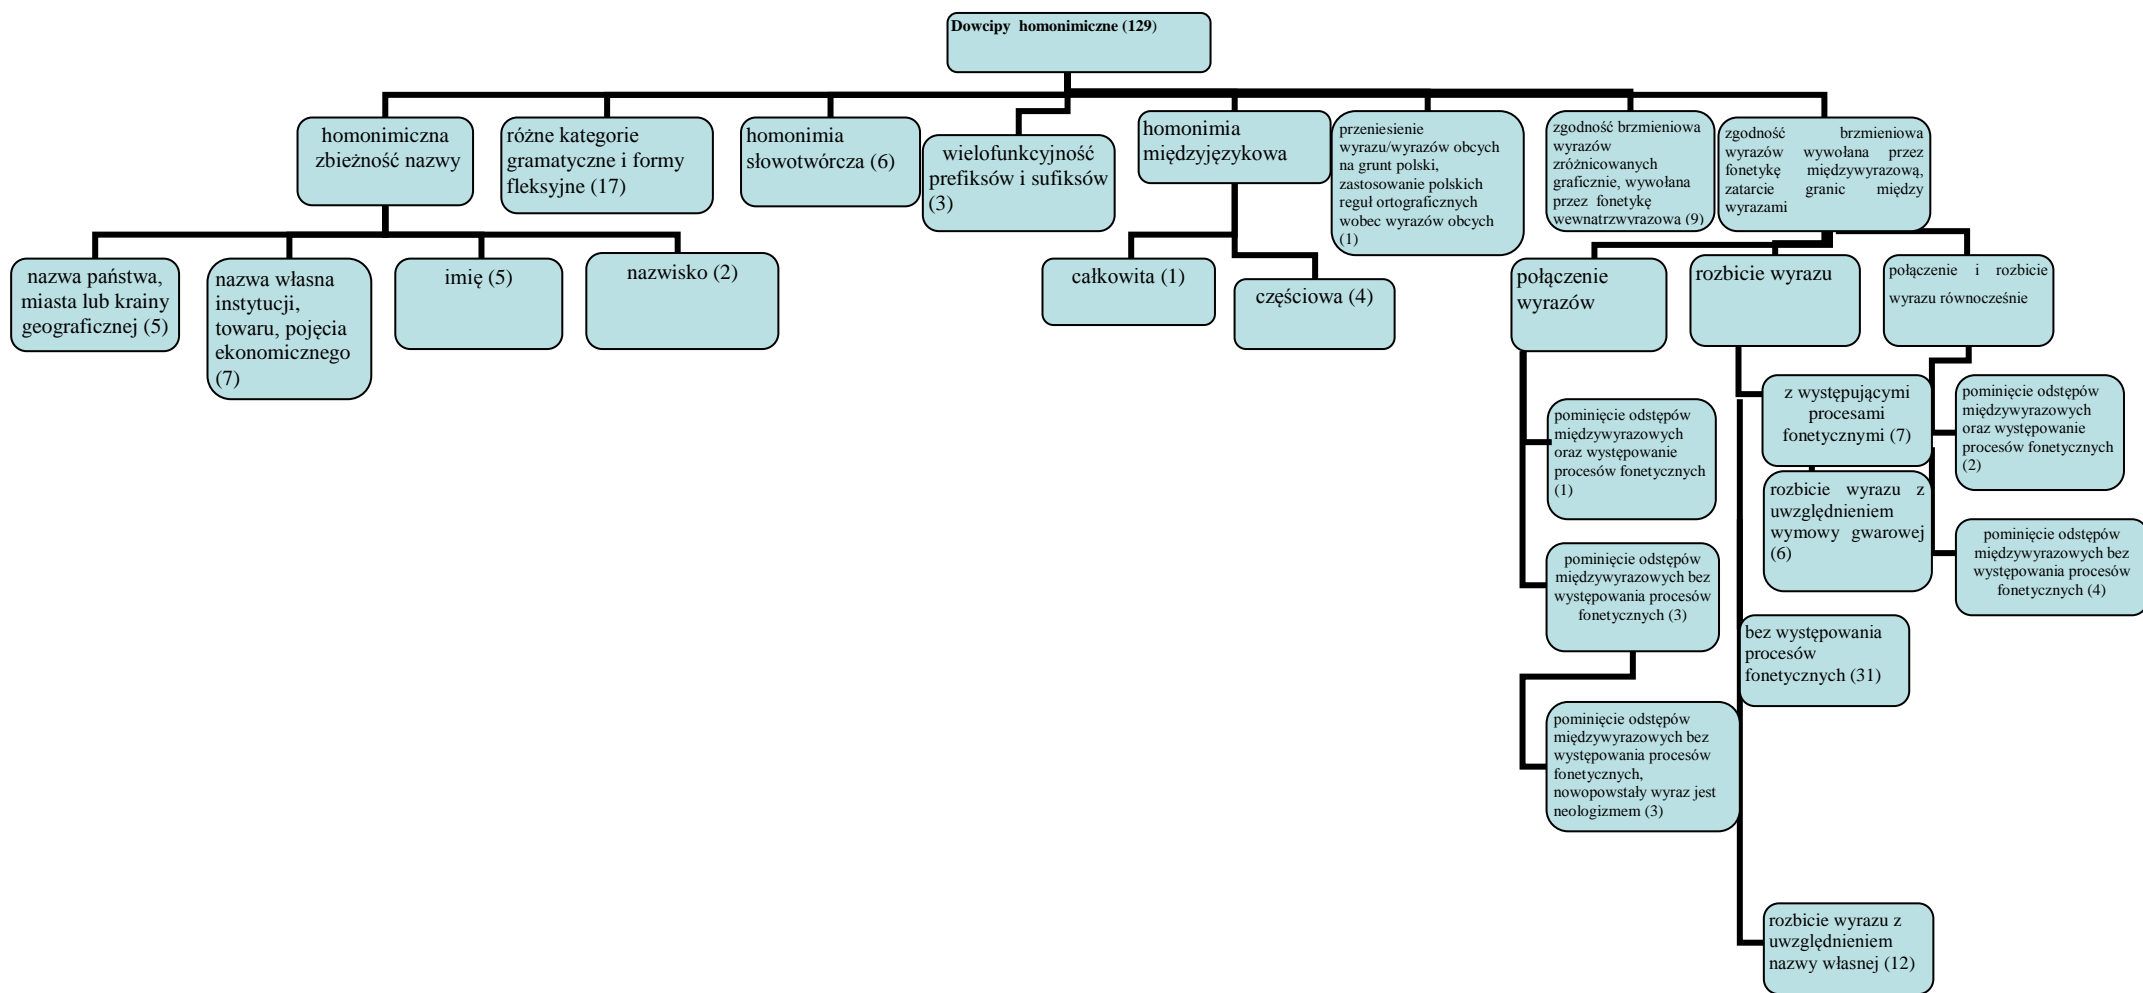 Dowcipy homonimiczne (129)
homonimiczna
zbieżność nazwy
różne kategorie
gramatyczne i formy
fleksyjne (17)
homonimia
słowotwórcza (6)
wielofunkcyjność
prefiksów i sufiksów
(3)
homonimia
międzyjęzykowa
przeniesienie
wyrazu/wyrazów obcych
na grunt polski,
zastosowanie polskich
reguł ortograficznych
wobec wyrazów obcych
(1)
zgodność brzmieniowa
wyrazów
zróżnicowanych
graficznie, wywołana
przez fonetykę
wewnątrzwyrazowa (9)
zgodność brzmieniowa
wyrazów wywołana przez
fonetykę międzywyrazową,
zatarcie granic między
wyrazami
nazwa państwa,
miasta lub krainy
geograficznej (5)
nazwa własna
instytucji,
towaru, pojęcia
ekonomicznego
(7)
imię (5)
nazwisko (2)
całkowita (1)
częściowa (4)
połączenie
wyrazów
rozbicie wyrazu
połączenie i rozbicie
wyrazu równocześnie
pominięcie odstępów
międzywyrazowych
oraz występowanie
procesów fonetycznych
(1)
z występującymi
procesami
fonetycznymi (7)
pominięcie odstępów
międzywyrazowych
oraz występowanie
procesów fonetycznych
(2)
rozbicie wyrazu z
uwzględnieniem
wymowy gwarowej
(6)
pominięcie odstępów
międzywyrazowych bez
występowania procesów
fonetycznych (3)
pominięcie odstępów
międzywyrazowych bez
występowania procesów
fonetycznych (4)
bez występowania
procesów
fonetycznych (31)
pominięcie odstępów
międzywyrazowych bez
występowania procesów
fonetycznych,
nowopowstały wyraz jest
neologizmem (3)
rozbicie wyrazu z
uwzględnieniem
nazwy własnej (12)